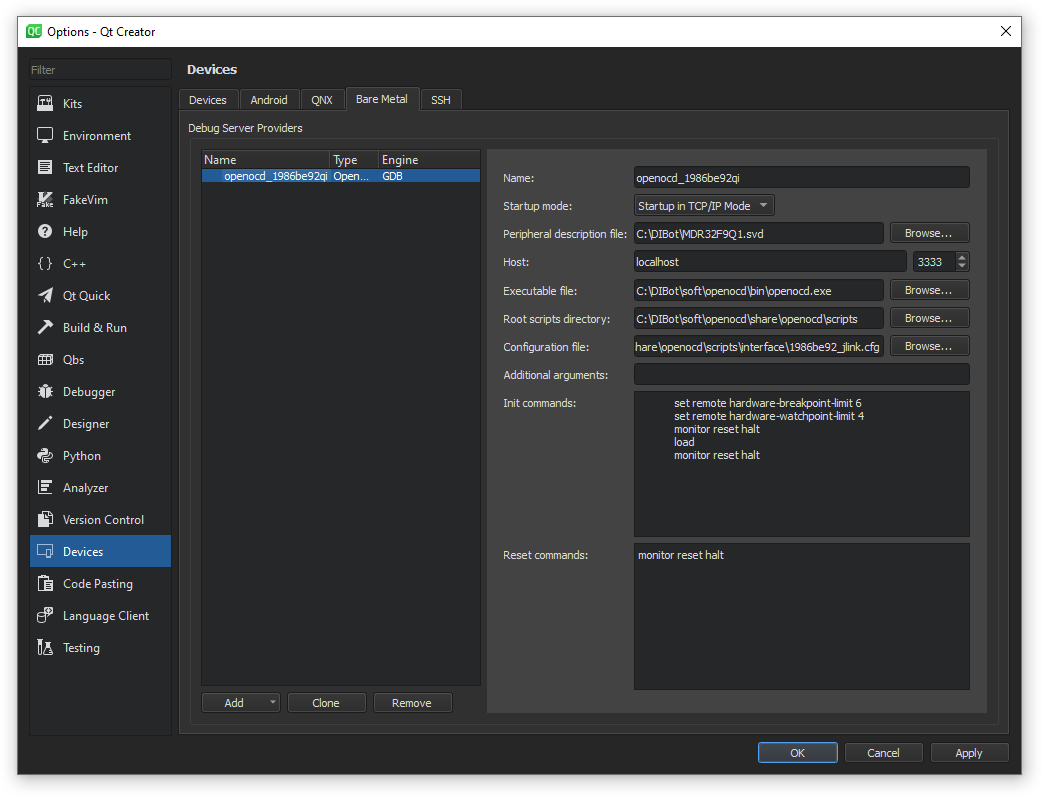 QC Options - Qt Creator
Filter
Kits
Environment
Text Editor
FakeVim
Help
C++
Qt Quick
Build & Run
Qbs
Debugger
Designer
Python
Analyzer
Version Control
Devices
Code Pasting
Language Client
Testing
Devices
Devices Android QNX Bare Metal SSH
Debug Server Providers
Name Type Engine
openocd_1986be92qi Open... GDB
Add Clone Remove
Name: openocd_1986be92qi
Startup mode: Startup in TCP/IP Mode
Peripheral description file: C:\DIBot\MDR32F9Q1.svd Browse...
Host: localhost 3333
Executable file: C:\DIBot\soft\openocd\bin\openocd.exe Browse...
Root scripts directory: C:\DIBot\soft\openocd\share\openocd\scripts Browse...
Configuration file: hare\openocd\scripts\interface\1986be92_jlink.cfg Browse...
Additional arguments:
Init commands: set remote hardware-breakpoint-limit 6
set remote hardware-watchpoint-limit 4
monitor reset halt
load
monitor reset halt
Reset commands: monitor reset halt
OK Cancel Apply